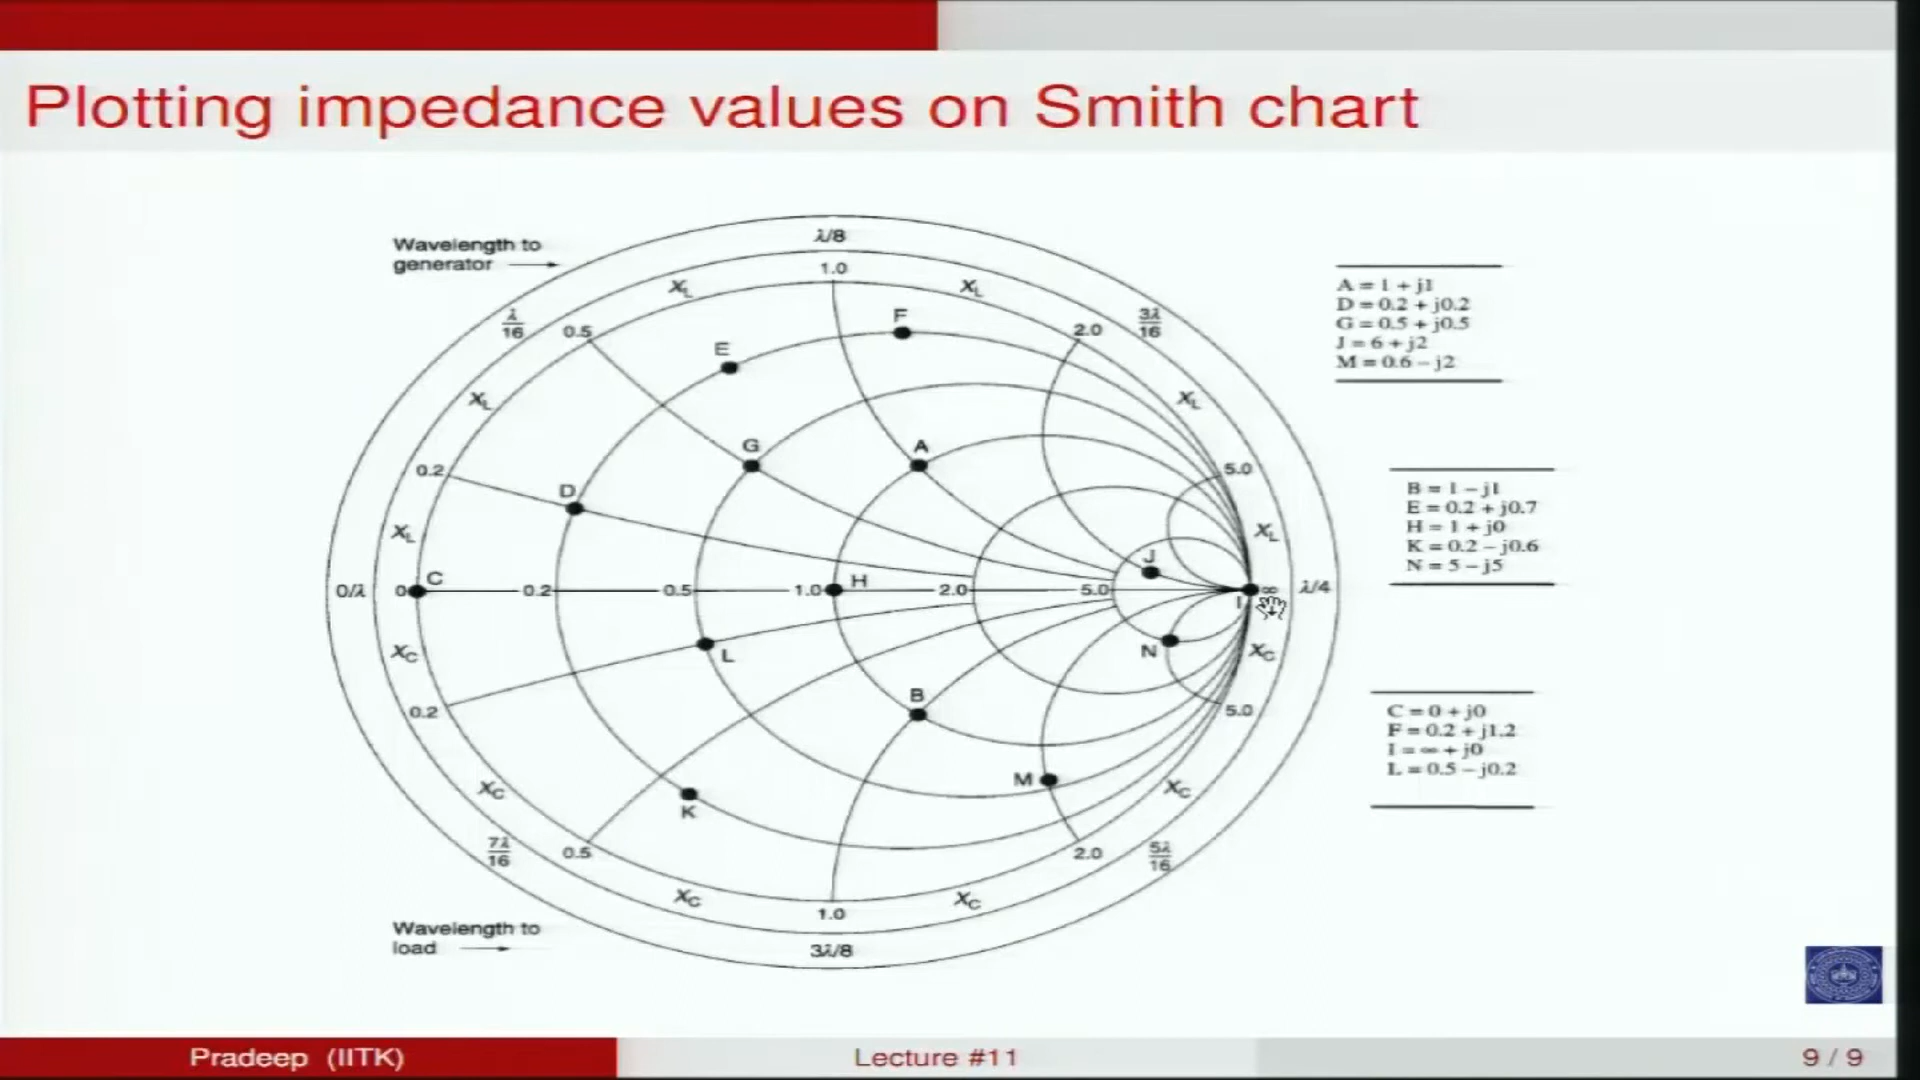 Plotting impedance values on Smith chart
Wavelength to
generator
λ/8
1.0
X_L
X_L
λ/16
0.5
F
2.0
3λ/16
E
X_L
X_L
0.2
G
A
5.0
D
X_L
X_L
J
0/λ
0
C
0.2
0.5
1.0
H
2.0
5.0
I
∞
λ/4
X_C
L
N
X_C
0.2
B
5.0
M
X_C
K
X_C
7λ/16
0.5
2.0
5λ/16
X_C
X_C
1.0
Wavelength to
load
3λ/8
A = 1 + j1
D = 0.2 + j0.2
G = 0.5 + j0.5
J = 6 + j2
M = 0.6 – j2
B = 1 – j1
E = 0.2 + j0.7
H = 1 + j0
K = 0.2 – j0.6
N = 5 – j5
C = 0 + j0
F = 0.2 + j1.2
I = ∞ + j0
L = 0.5 – j0.2
Pradeep (IITK)
Lecture #11
9 / 9